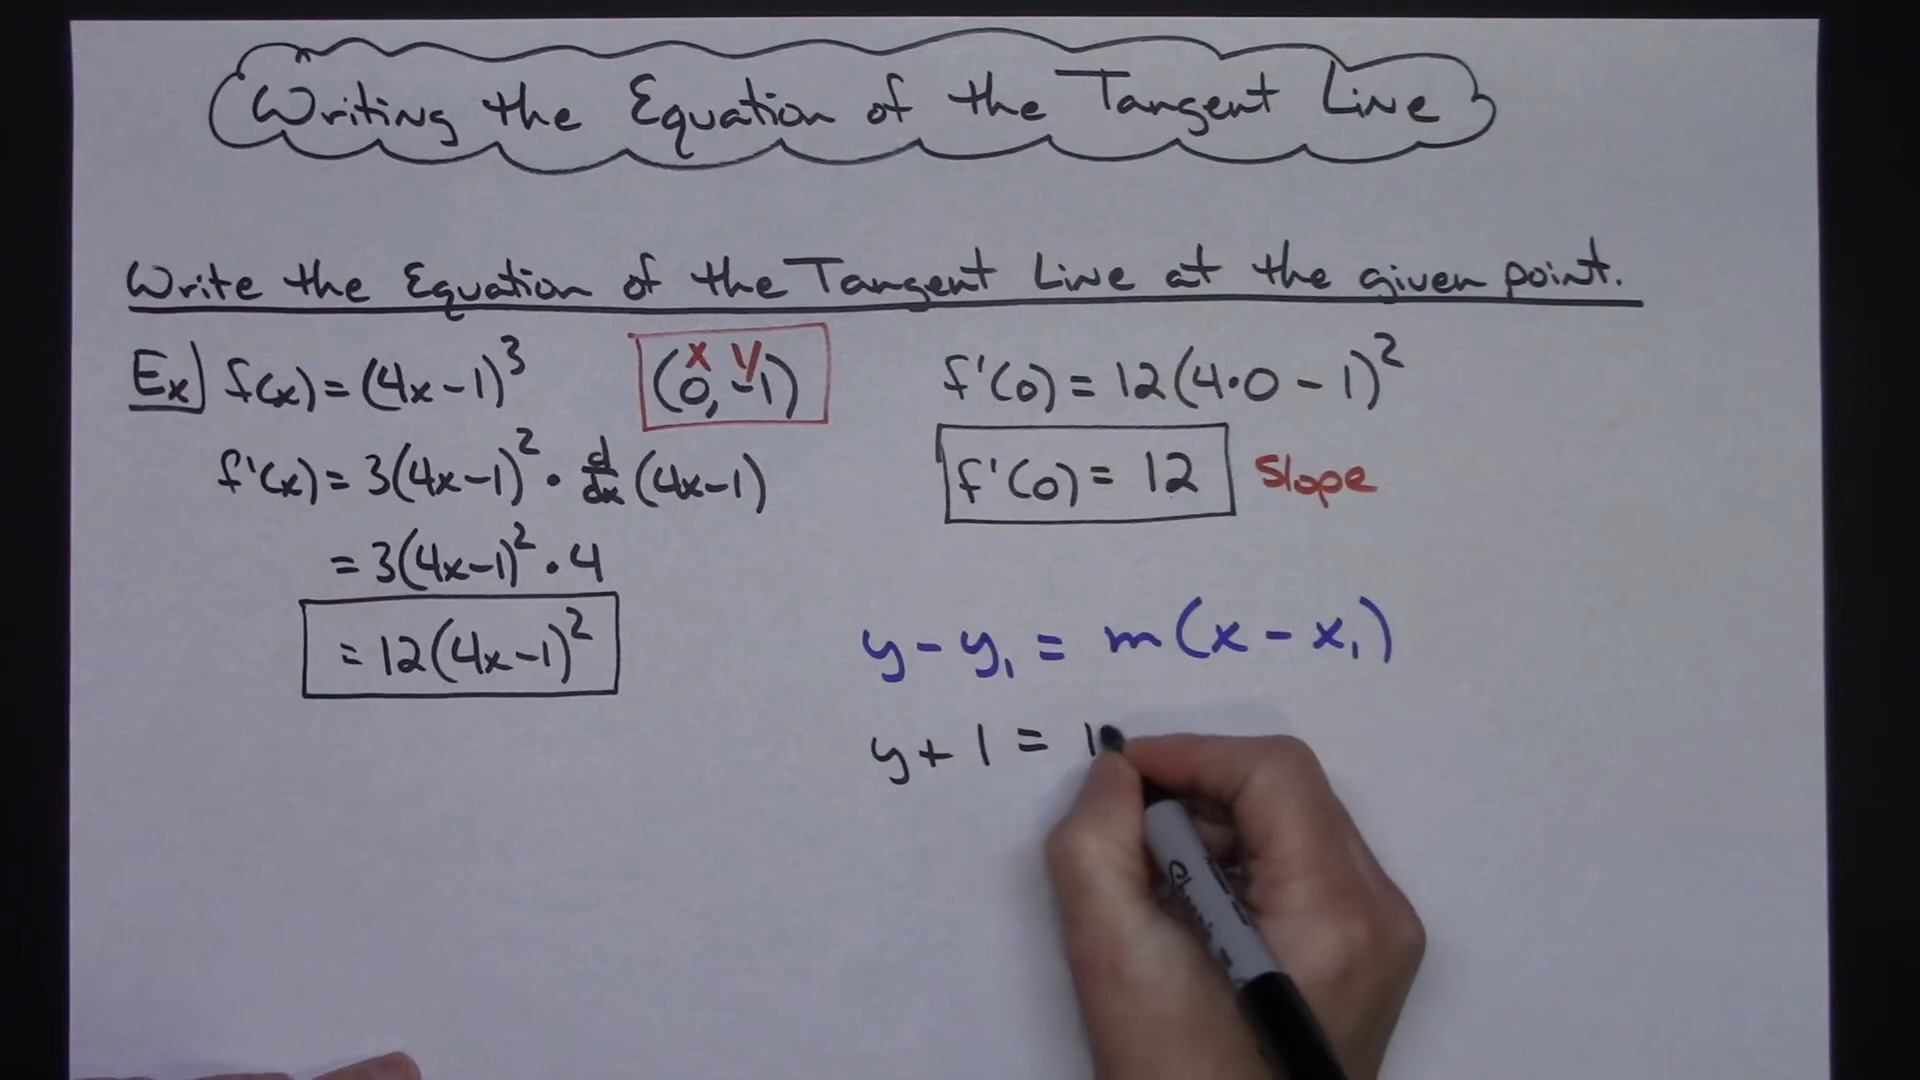 Writing the Equation of the Tangent Line
Write the Equation of the Tangent Line at the given point.
Ex) f(x) = (4x-1)³
x y
(0, -1)
f'(x) = 3(4x-1)² · d/dx (4x-1)
= 3(4x-1)² · 4
= 12(4x-1)²
f'(0) = 12(4·0 - 1)²
f'(0) = 12 Slope
y - y₁ = m(x - x₁)
y + 1 = 1
Sharpie